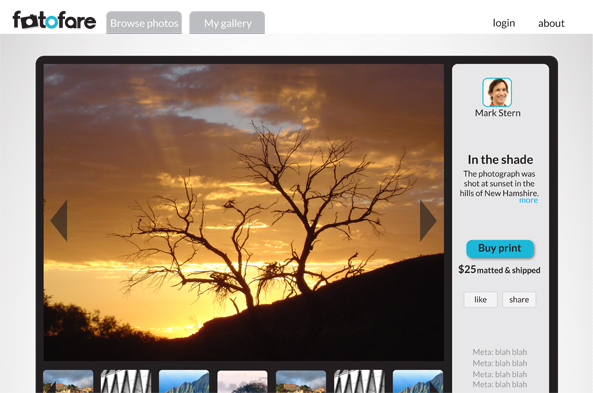 fotofare
Browse photos
My gallery
login
about
Mark Stern
In the shade
The photograph was
shot at sunset in the
hills of New Hamshire.
more
Buy print
$25 matted & shipped
like
share
Meta: blah blah
Meta: blah blah
Meta: blah blah
Meta: blah blah